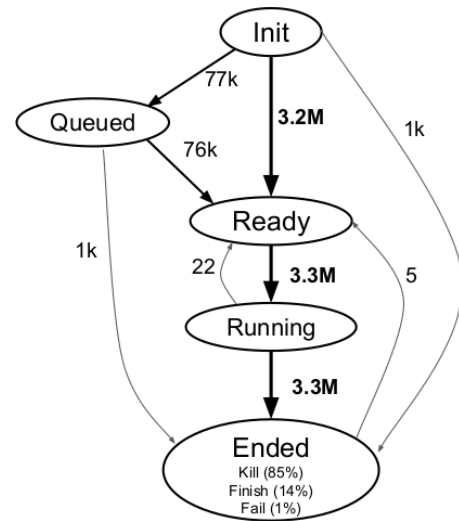 Init
77k
Queued
3.2M
1k
76k
Ready
1k
22
3.3M
5
Running
3.3M
Ended
Kill (85%)
Finish (14%)
Fail (1%)